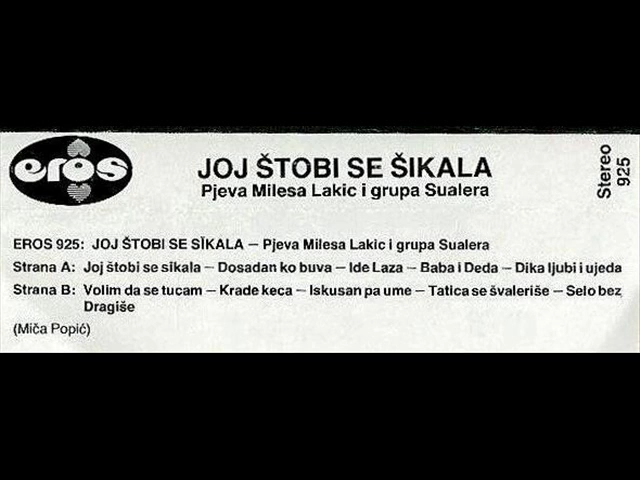 eros
JOJ ŠTOBI SE ŠIKALA
Pjeva Milesa Lakic i grupa Sualera
Stereo
925
EROS 925: JOJ ŠTOBI SE SĪKALA – Pjeva Milesa Lakic i grupa Sualera
Strana A: Joj štobi se sikala – Dosadan ko buva – Ide Laza – Baba i Deda – Dika ljubi i ujeda
Strana B: Volim da se tucam – Krade keca – Iskusan pa ume – Tatica se švaleriše – Selo bez
Dragiše
(Miča Popić)